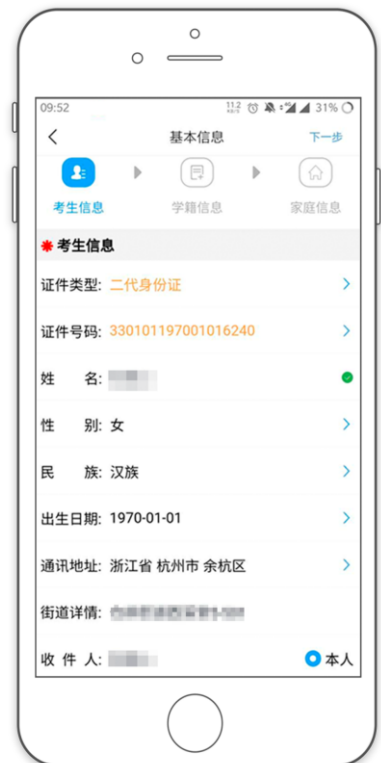 09:52 11.2 KB/S 4G 31%
基本信息 下一步
考生信息 学籍信息 家庭信息
* 考生信息
证件类型: 二代身份证
证件号码: 330101197001016240
姓 名:
性 别: 女
民 族: 汉族
出生日期: 1970-01-01
通讯地址: 浙江省 杭州市 余杭区
街道详情:
收 件 人: 本人